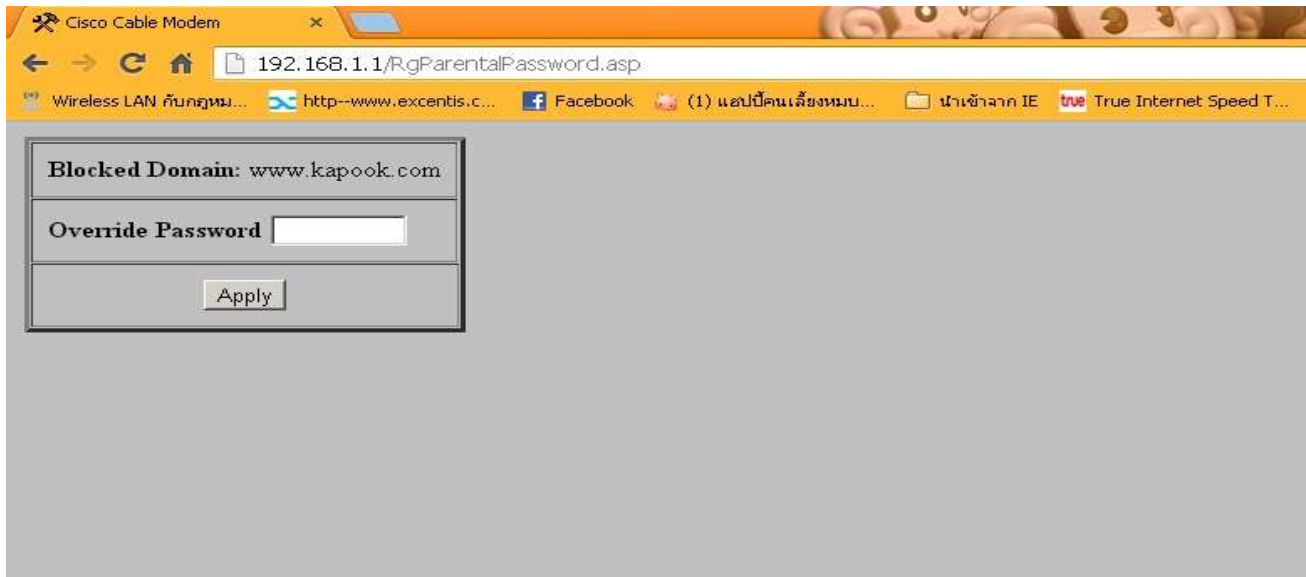 Cisco Cable Modem
192.168.1.1/RgParentalPassword.asp
Wireless LAN กับกฎหม... http--www.excentis.c... Facebook (1) แฮปปี้คนเลี้ยงหมบ... นำเข้าจาก IE true True Internet Speed T...
Blocked Domain: www.kapook.com
Override Password
Apply